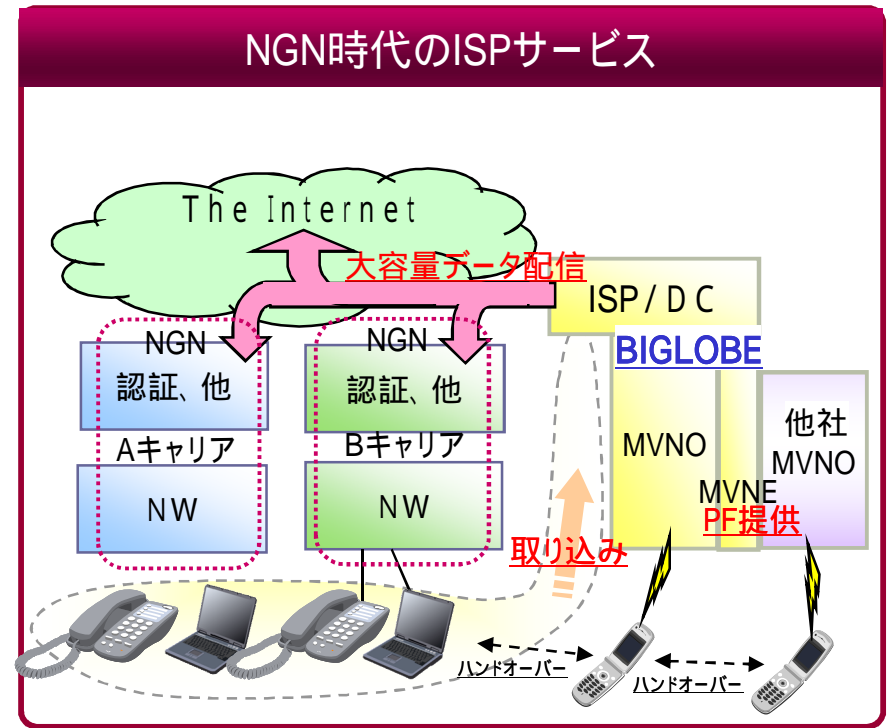 NGN時代のISPサービス
The Internet
大容量データ配信
ISP/DC
BIGLOBE
NGN
認証、他
Aキャリア
NW
NGN
認証、他
Bキャリア
NW
MVNO
他社
MVNO
MVNE
PF提供
取り込み
ハンドオーバー
ハンドオーバー